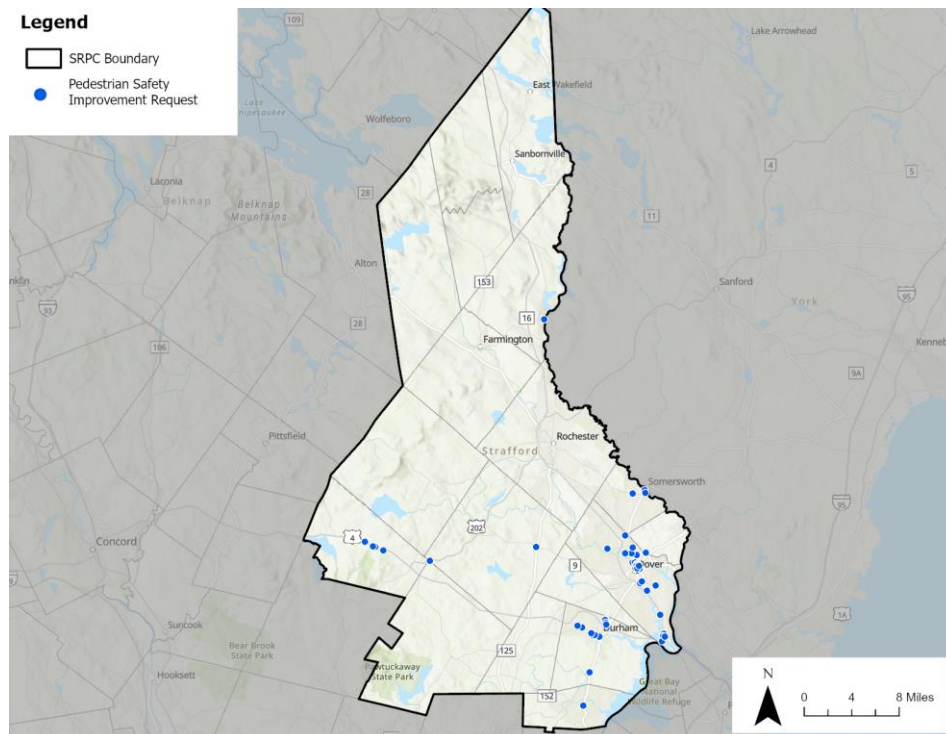 Legend
SRPC Boundary
Pedestrian Safety
Improvement Request
109
Lake Arrowhead
East Wakefield
Lake
Wolfeboro
Sanbornville
4
5
Laconia
Belknap
Belknap
Mountains
28
11
Alton
153
Sanford
York
95
93
16
28
Farmington
106
9A
Pittsfield
Rochester
Strafford
Somersworth
95
4
202
Concord
9
1A
Suncook
Durham
Bear Brook
State Park
125
Hooksett
Pawtuckaway
State Park
152
Great Bay
National
Wildlife Refuge
N
0 4 8 Miles